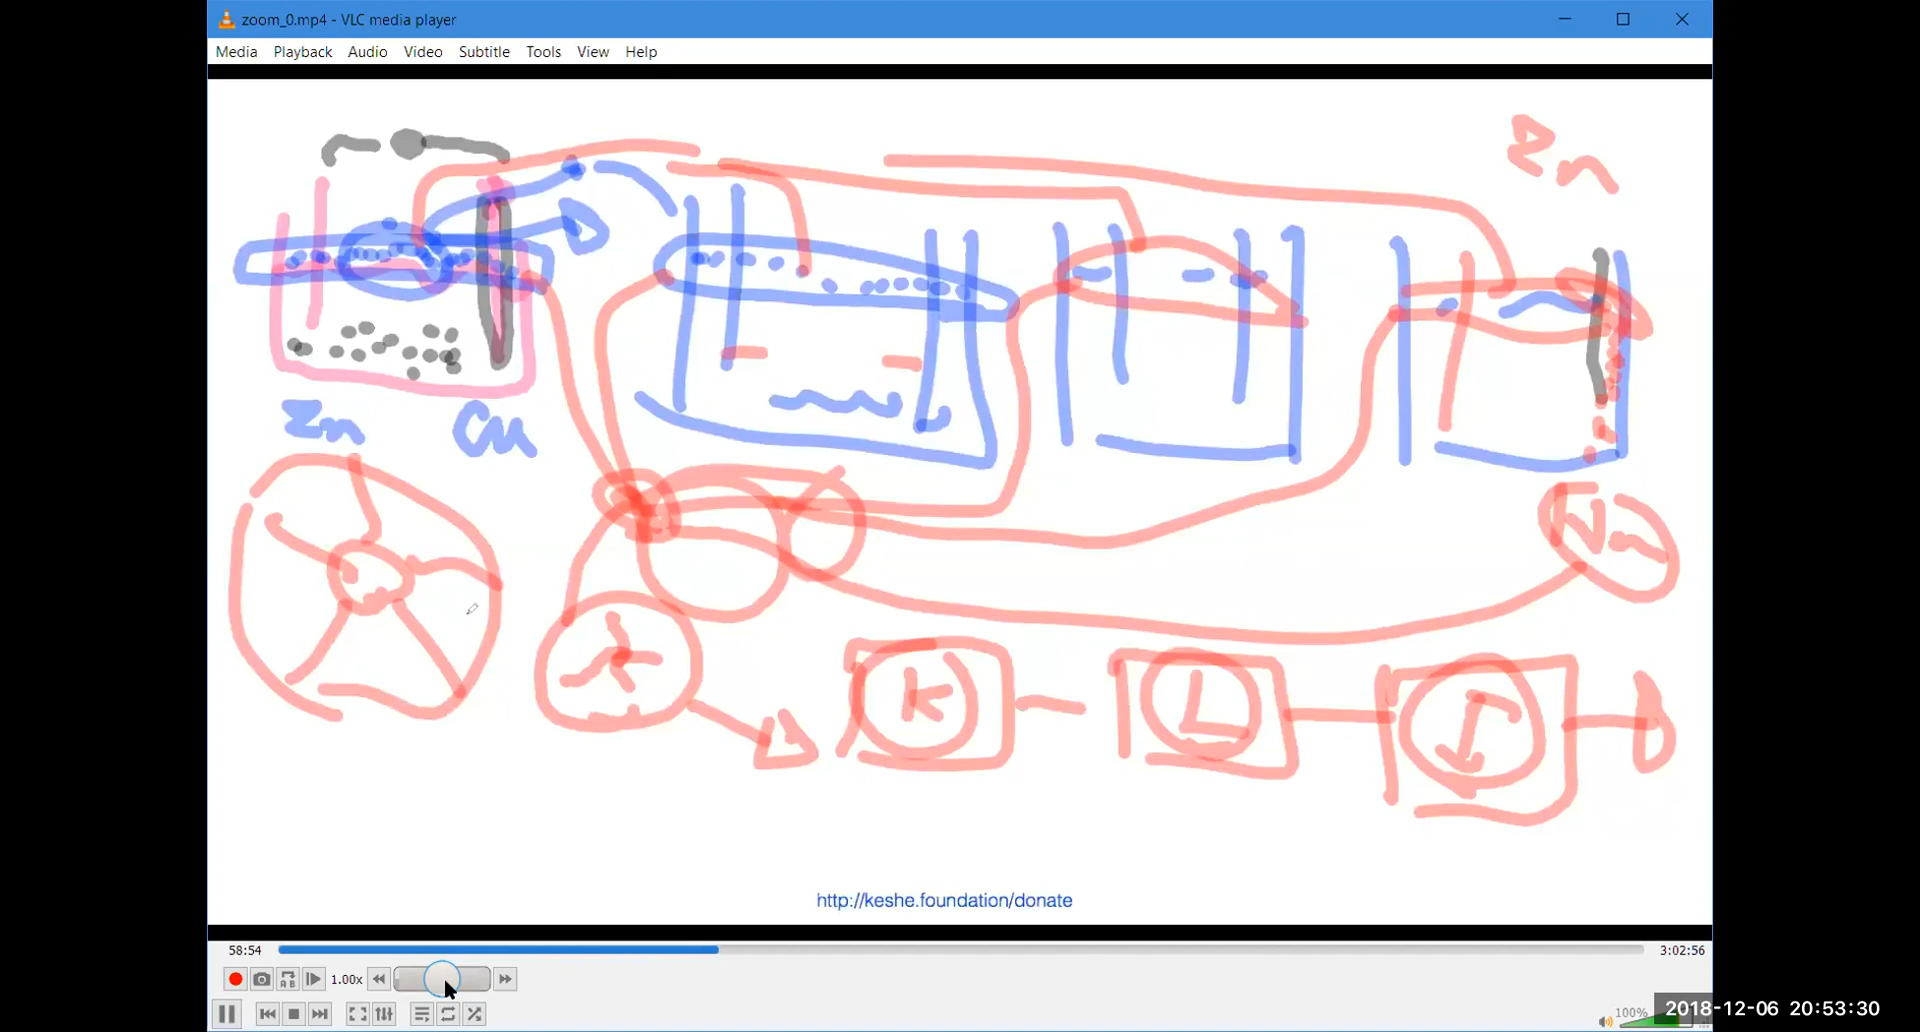 zoom_0.mp4 - VLC media player
Media Playback Audio Video Subtitle Tools View Help
Zn
Zn
Cu
K
L
http://keshe.foundation/donate
58:54
3:02:56
1.00x
A B
100%
2018-12-06 20:53:30